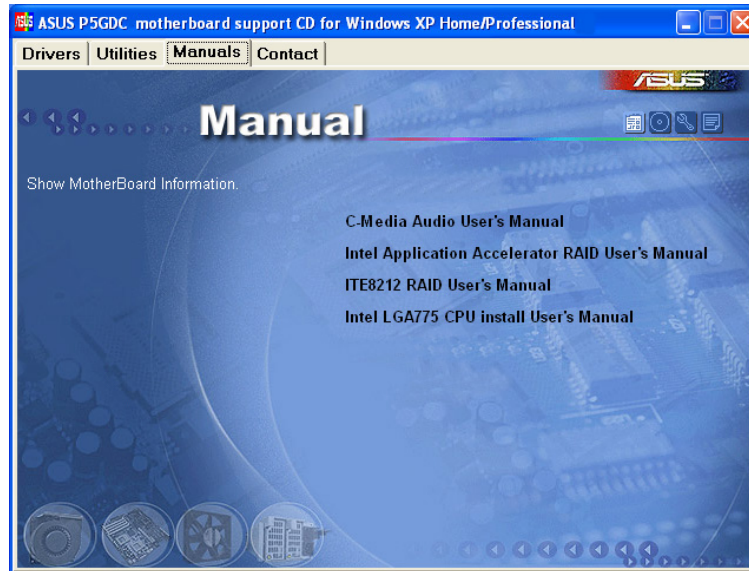 ASUS P5GDC motherboard support CD for Windows XP Home/Professional
Drivers Utilities Manuals Contact
ASUS
Manual
Show MotherBoard Information.
C-Media Audio User's Manual
Intel Application Accelerator RAID User's Manual
ITE8212 RAID User's Manual
Intel LGA775 CPU install User's Manual